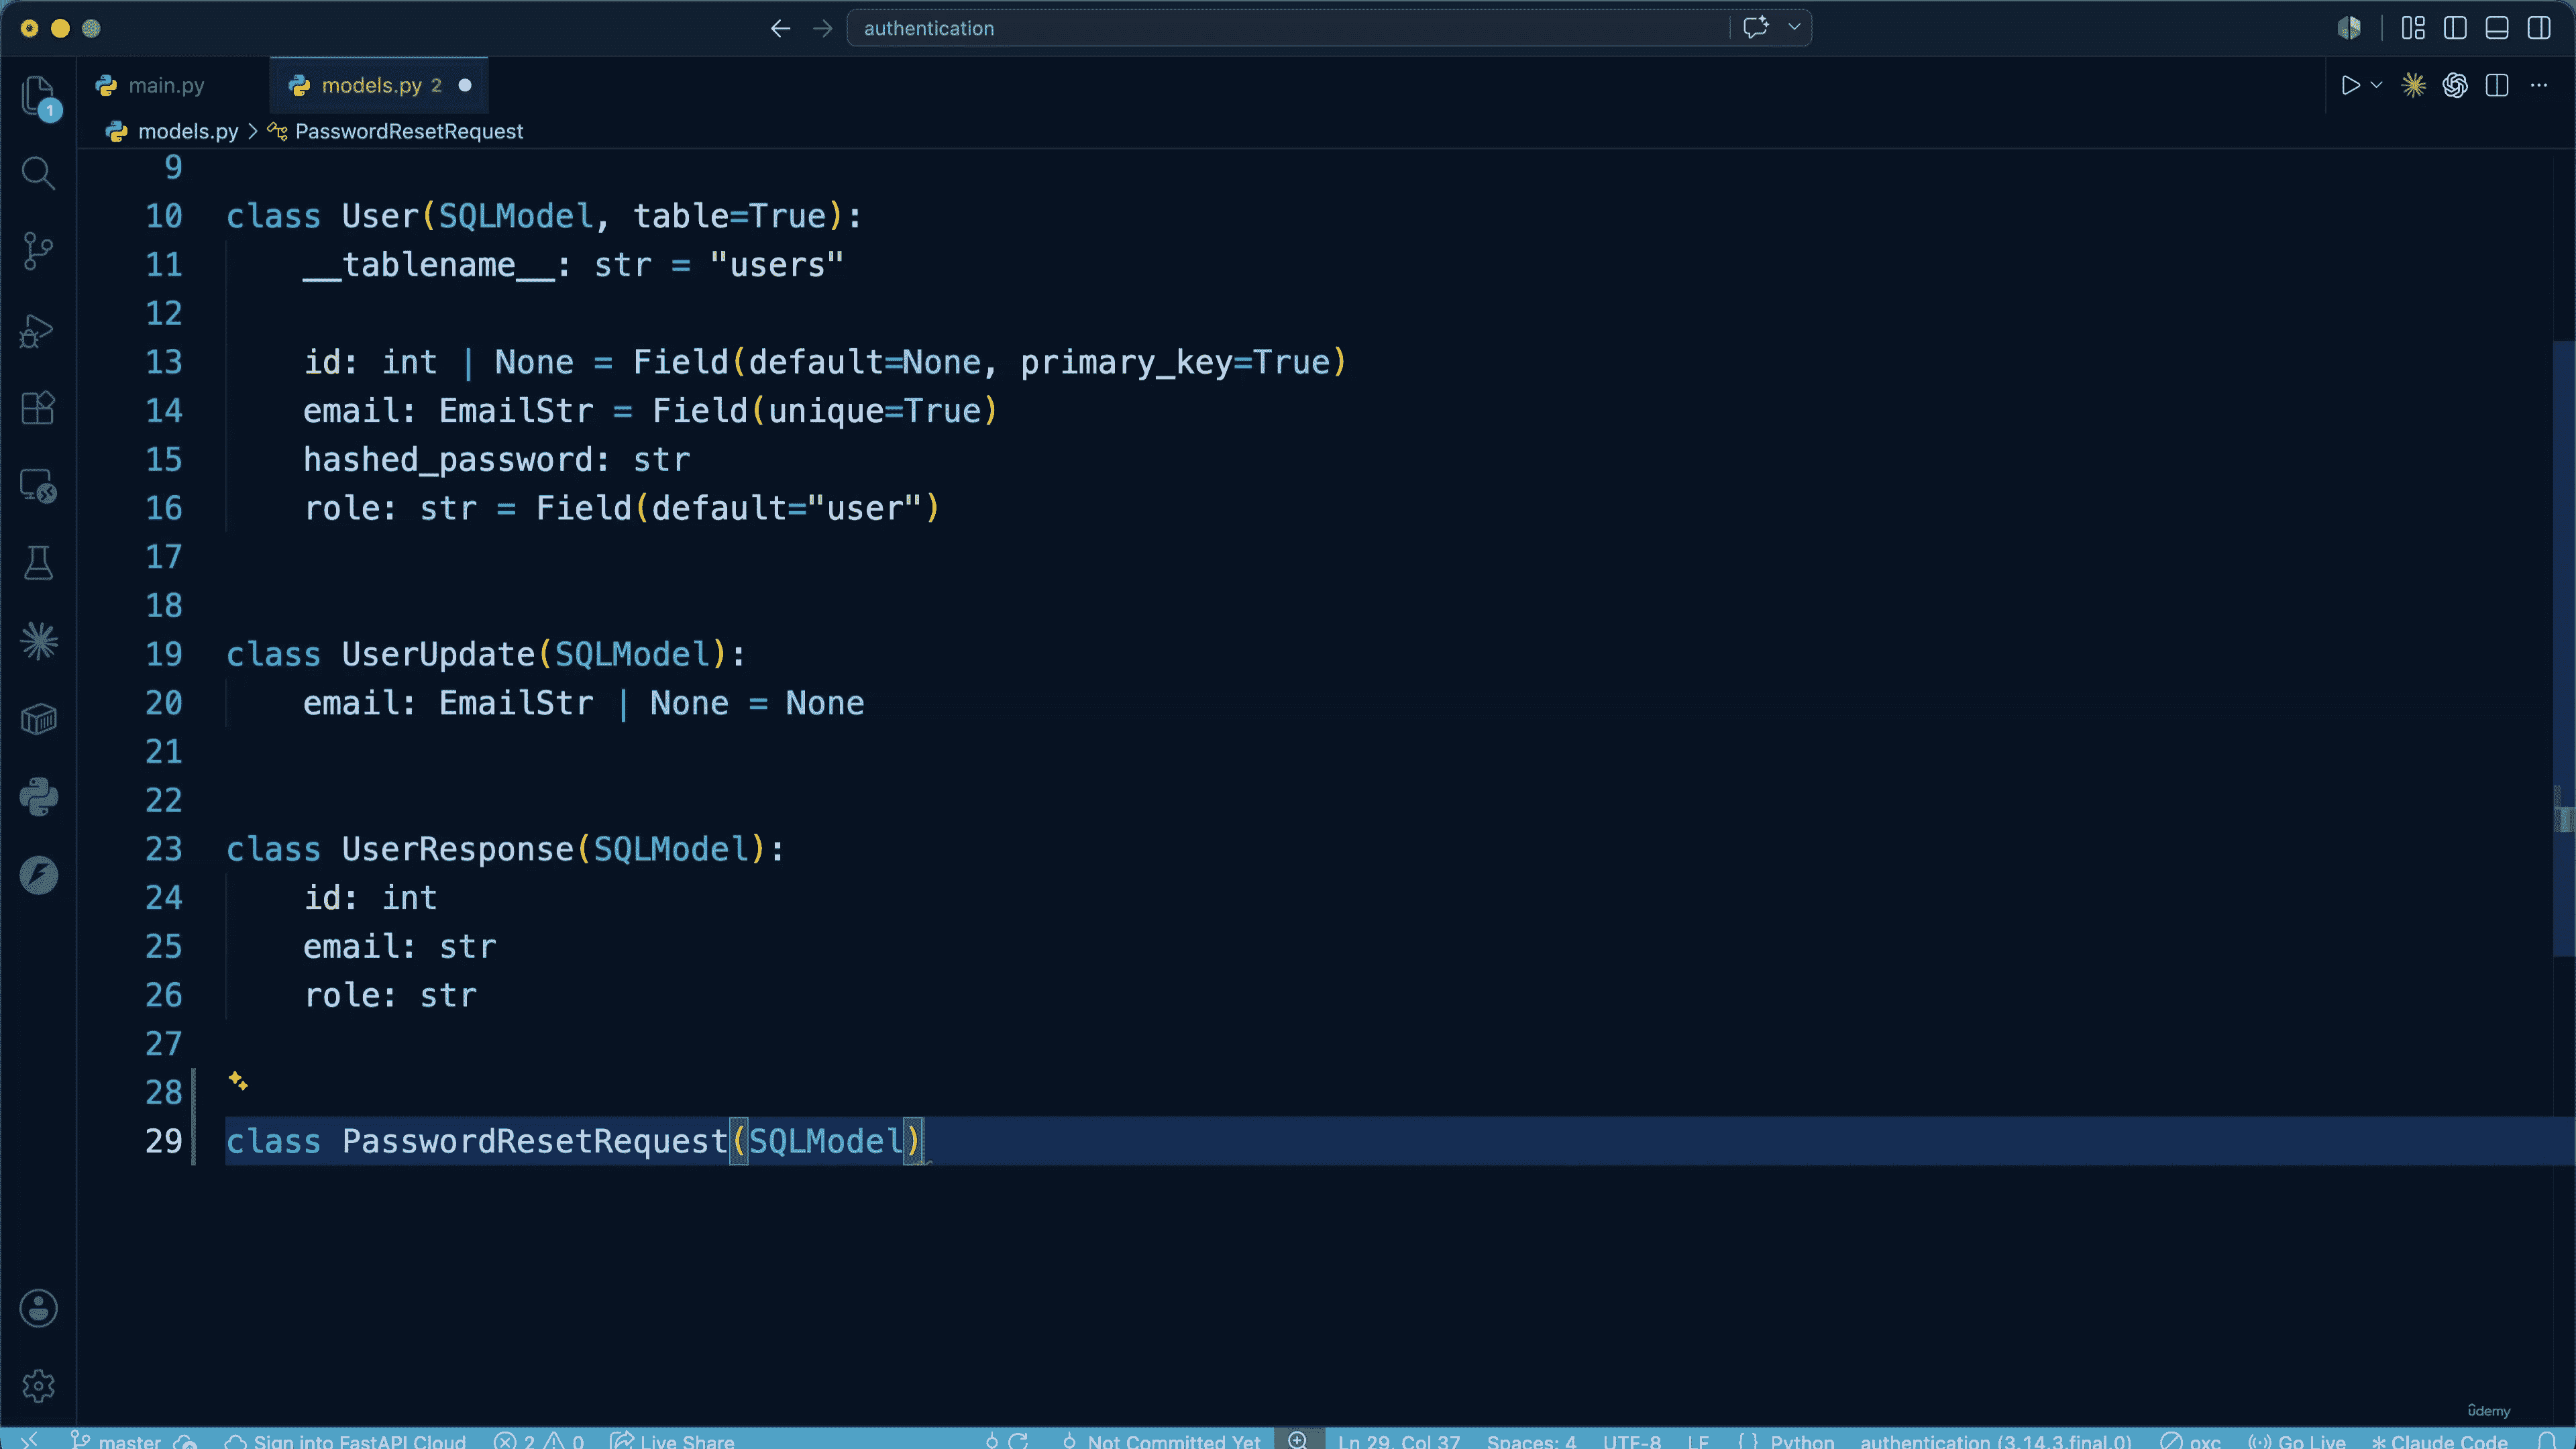 authentication
main.py
models.py 2
models.py > PasswordResetRequest
1
9
10 class User(SQLModel, table=True):
11     __tablename__: str = "users"
12
13     id: int | None = Field(default=None, primary_key=True)
14     email: EmailStr = Field(unique=True)
15     hashed_password: str
16     role: str = Field(default="user")
17
18
19 class UserUpdate(SQLModel):
20     email: EmailStr | None = None
21
22
23 class UserResponse(SQLModel):
24     id: int
25     email: str
26     role: str
27
28
29 class PasswordResetRequest(SQLModel)
ûdemy
master Sign into FastAPI Cloud 2 0 Live Share Not Committed Yet Ln 29, Col 37 Spaces: 4 UTF-8 LF { } Python authentication (3.14.3.final.0) oxc Go Live Claude Code